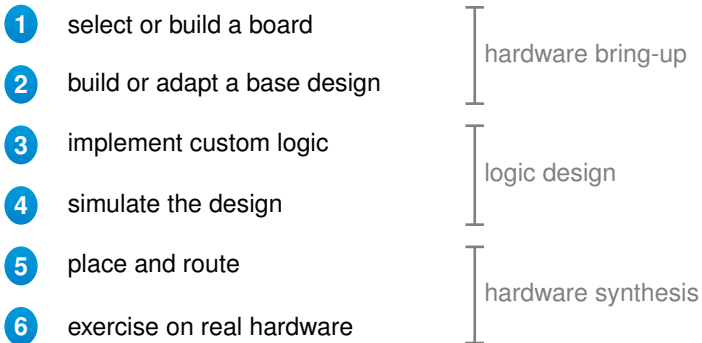 1 select or build a board
hardware bring-up
2 build or adapt a base design
3 implement custom logic
logic design
4 simulate the design
5 place and route
hardware synthesis
6 exercise on real hardware